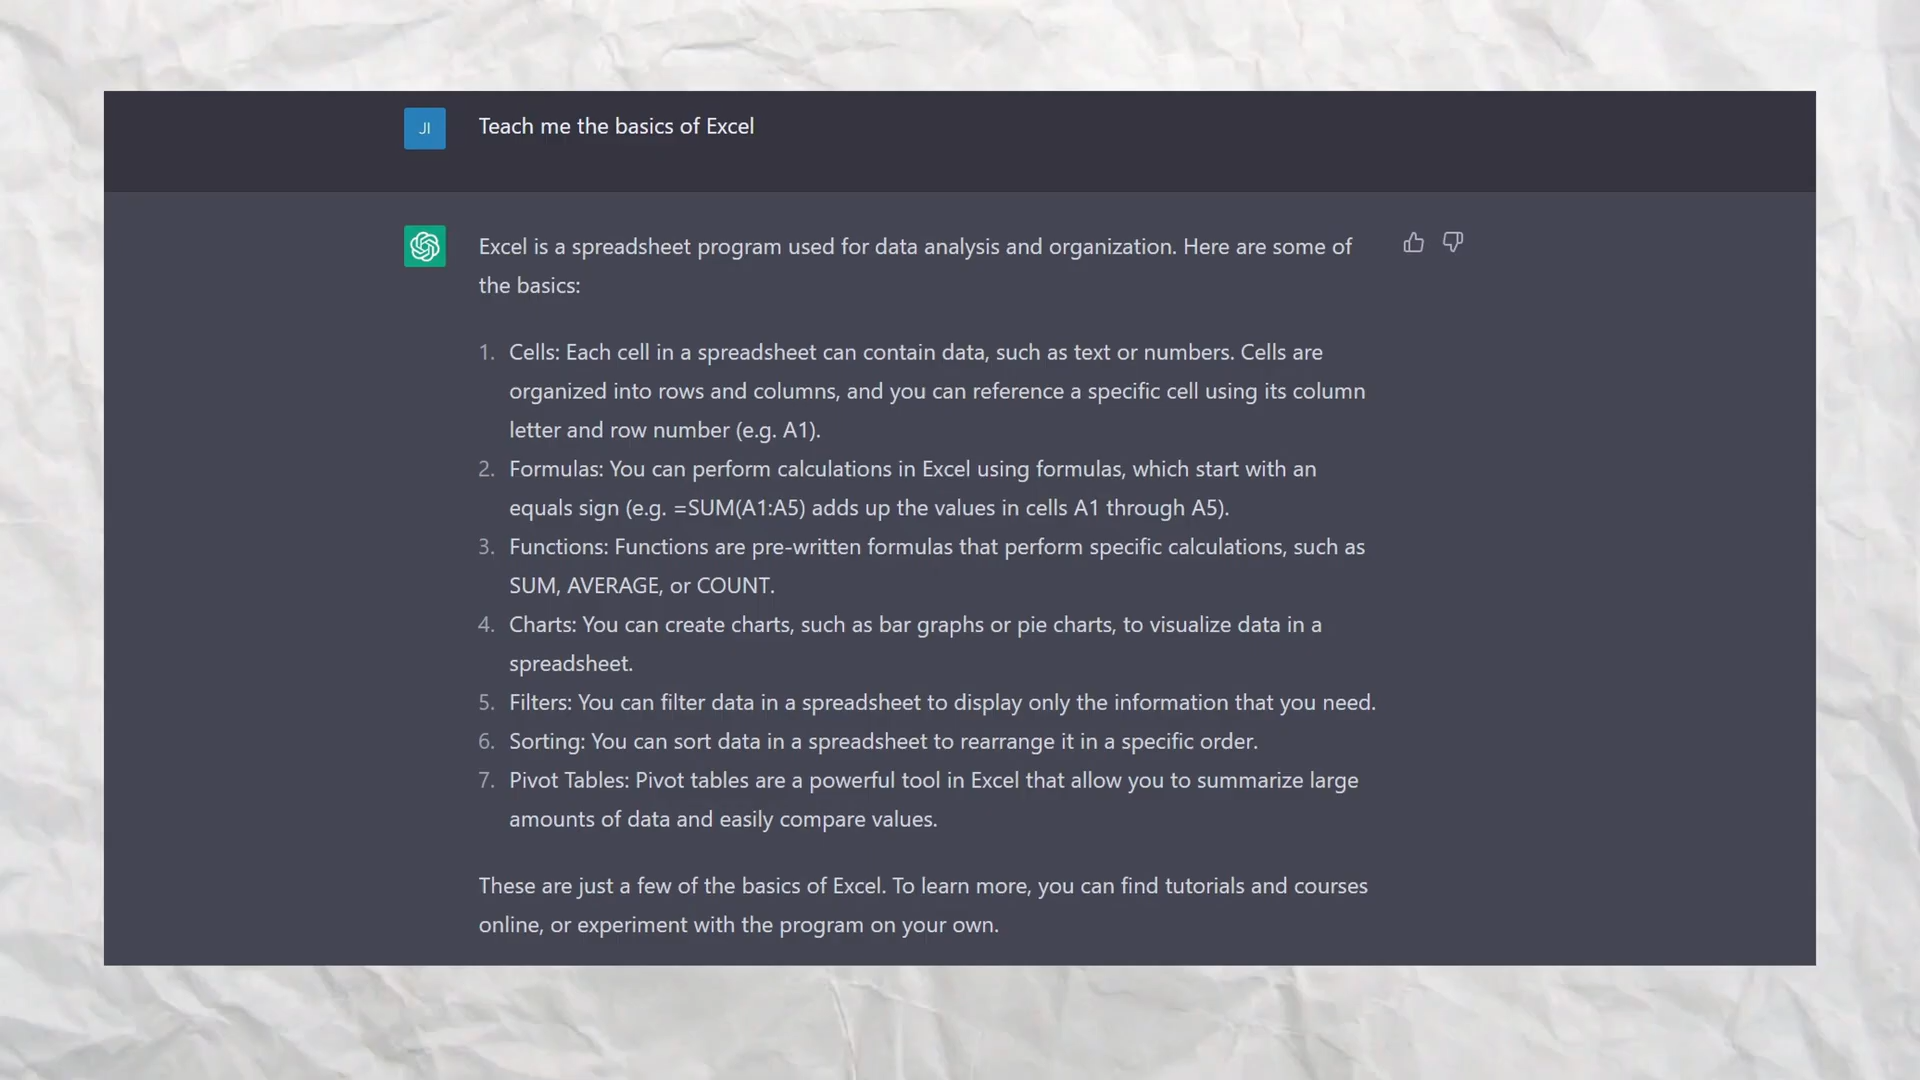 JI
Teach me the basics of Excel
Excel is a spreadsheet program used for data analysis and organization. Here are some of
the basics:
1. Cells: Each cell in a spreadsheet can contain data, such as text or numbers. Cells are
organized into rows and columns, and you can reference a specific cell using its column
letter and row number (e.g. A1).
2. Formulas: You can perform calculations in Excel using formulas, which start with an
equals sign (e.g. =SUM(A1:A5) adds up the values in cells A1 through A5).
3. Functions: Functions are pre-written formulas that perform specific calculations, such as
SUM, AVERAGE, or COUNT.
4. Charts: You can create charts, such as bar graphs or pie charts, to visualize data in a
spreadsheet.
5. Filters: You can filter data in a spreadsheet to display only the information that you need.
6. Sorting: You can sort data in a spreadsheet to rearrange it in a specific order.
7. Pivot Tables: Pivot tables are a powerful tool in Excel that allow you to summarize large
amounts of data and easily compare values.
These are just a few of the basics of Excel. To learn more, you can find tutorials and courses
online, or experiment with the program on your own.